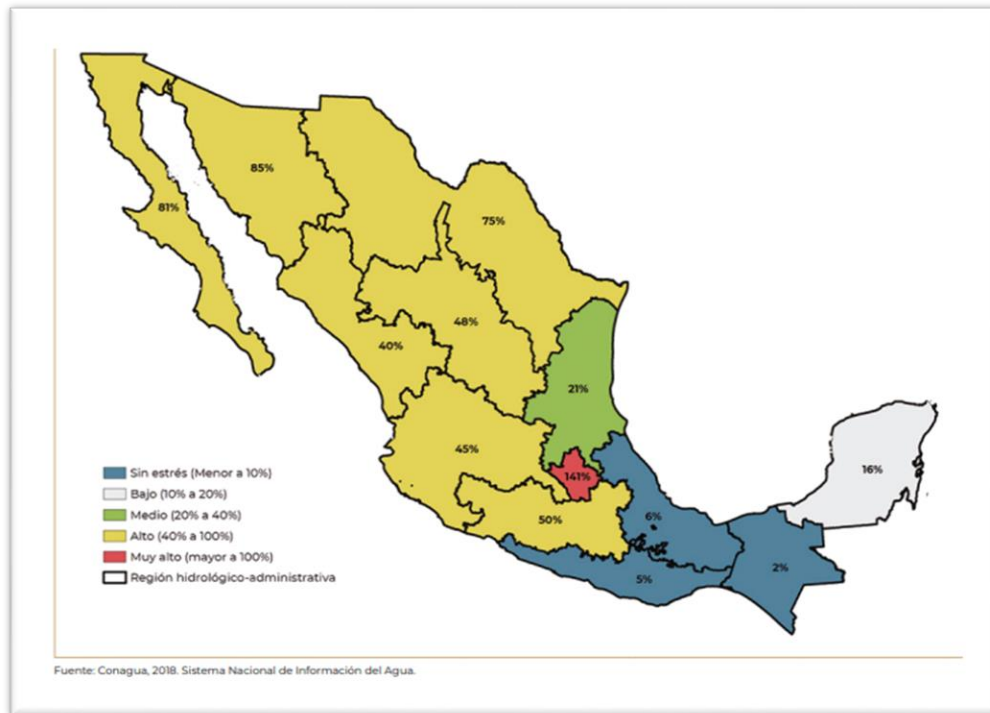 85%
81%
75%
48%
40%
21%
45%
16%
141%
50%
6%
2%
5%
Sin estrés (Menor a 10%)
Bajo (10% a 20%)
Medio (20% a 40%)
Alto (40% a 100%)
Muy alto (mayor a 100%)
Región hidrológico-administrativa
Fuente: Conagua, 2018. Sistema Nacional de Información del Agua.